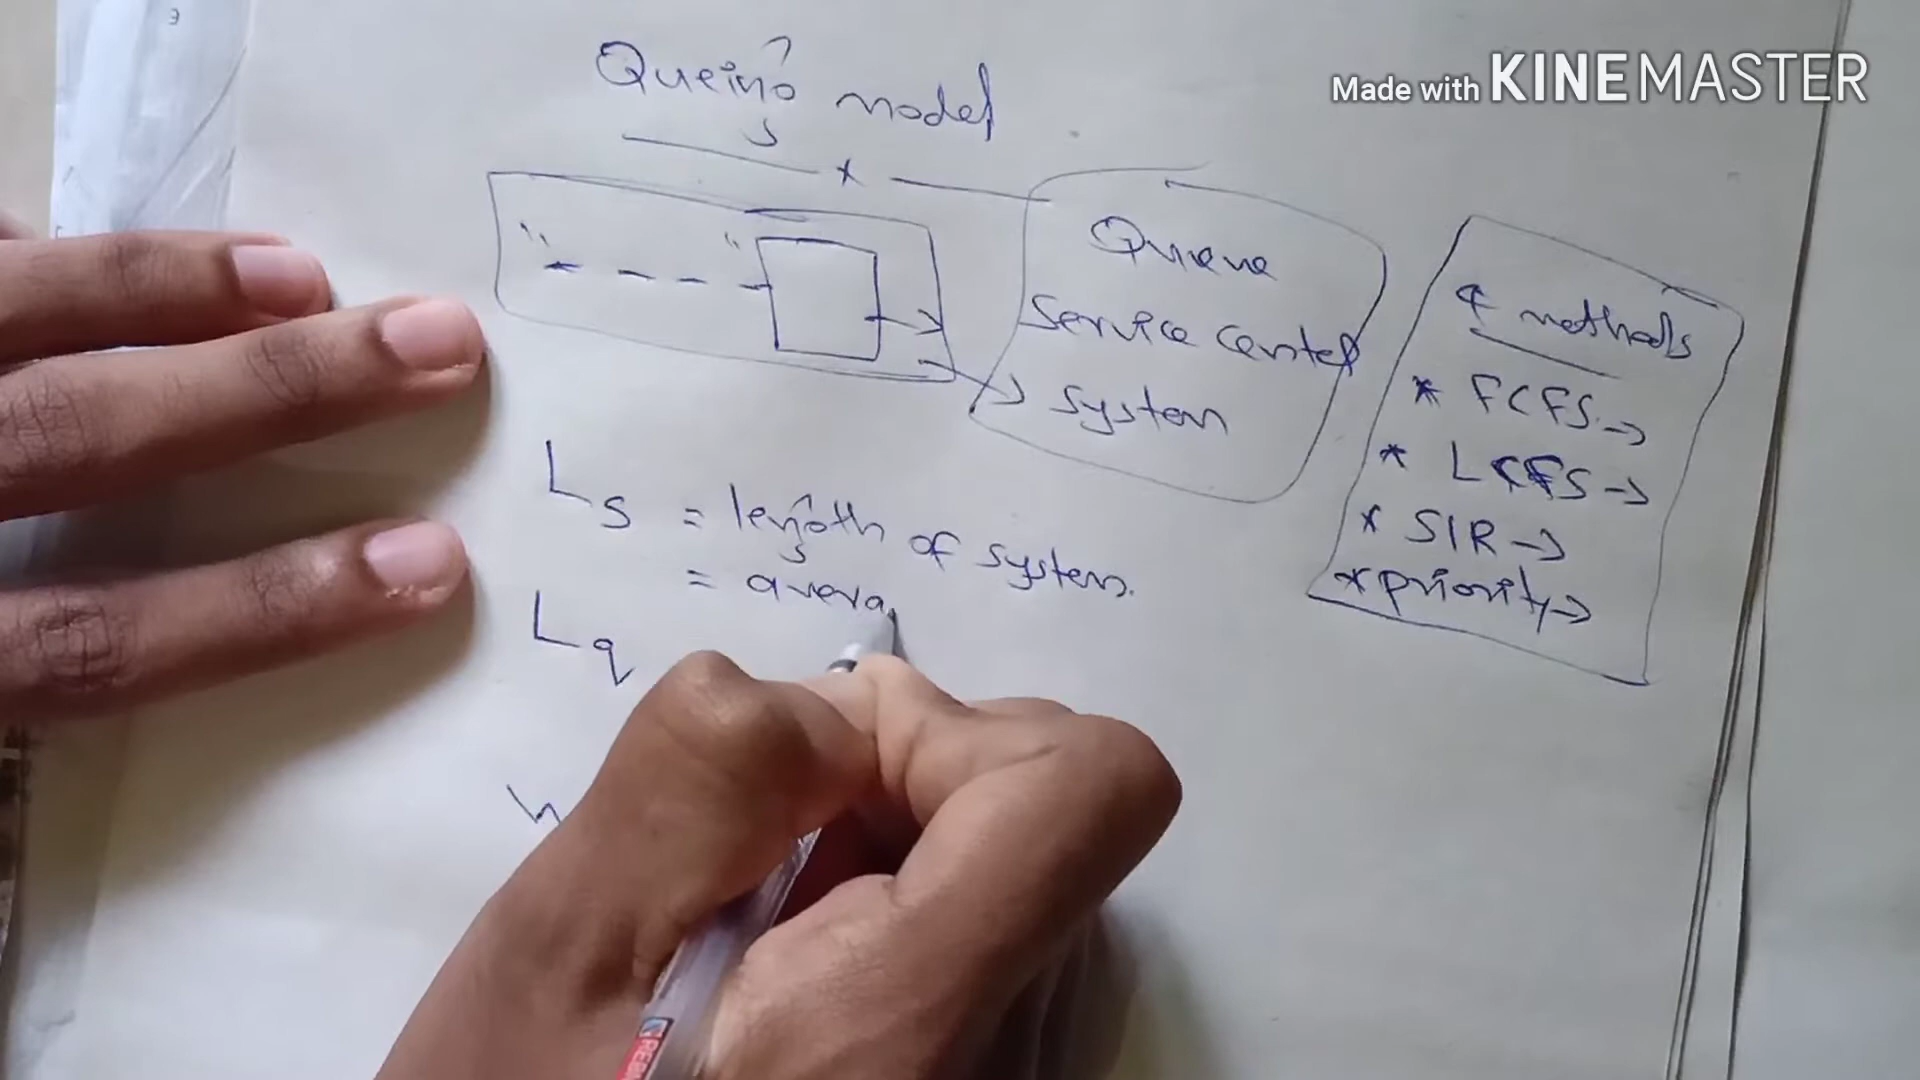 Made with KINEMASTER
Queing model
x
Queue
Service center
System
4 methods
* FCFS →
* LCFS →
* SIR →
* priority →
Ls = length of system.
= avera
Lq